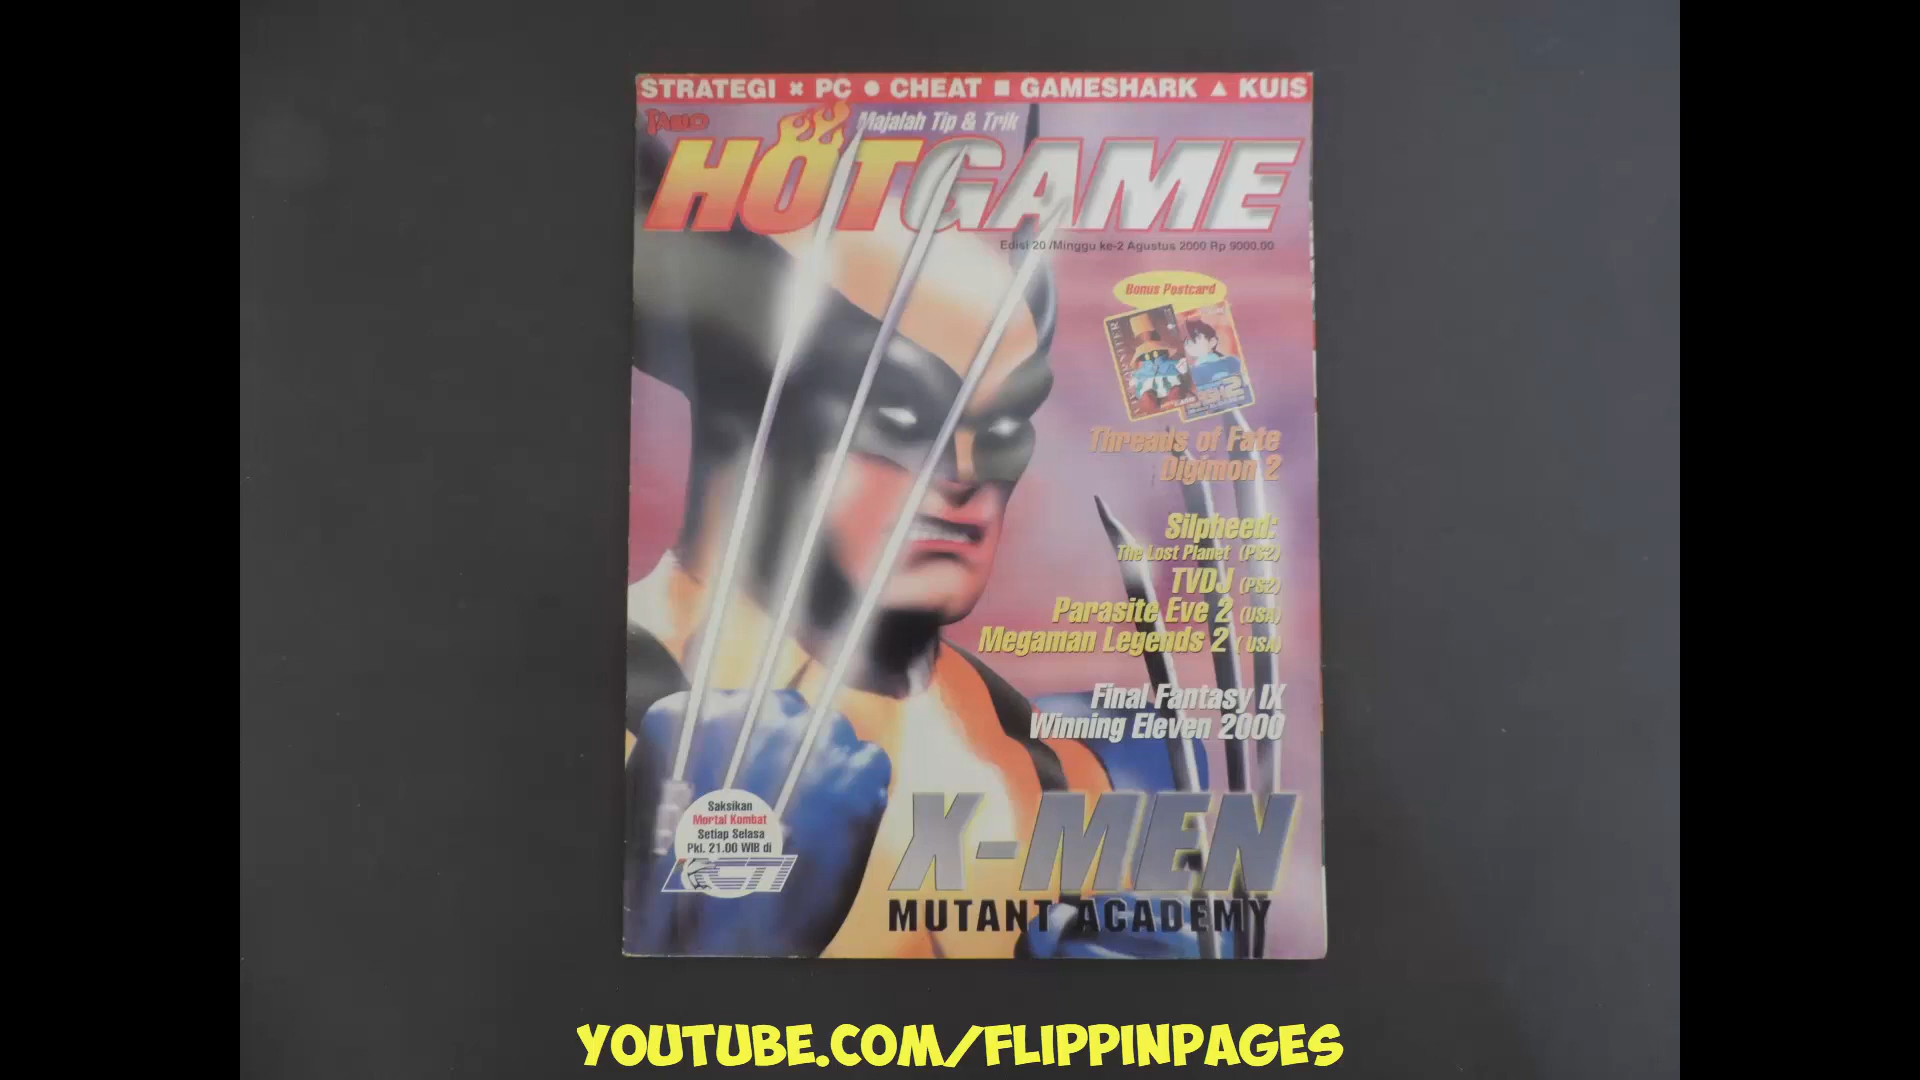 STRATEGI ✖ PC ● CHEAT ■ GAMESHARK ▲ KUIS
Majalah Tip & Trik
HOTGAME
Edisi 20 /Minggu ke-2 Agustus 2000 Rp 9000.00
Bonus Postcard
Threads of Fate
Digimon 2
Silpheed:
The Lost Planet (PS2)
TVDJ (PS2)
Parasite Eve 2 (USA)
Megaman Legends 2 ( USA)
Final Fantasy IX
Winning Eleven 2000
Saksikan
Mortal Kombat
Setiap Selasa
Pkl. 21.00 WIB di
RCTI
X-MEN
MUTANT ACADEMY
YOUTUBE.COM/FLIPPINPAGES